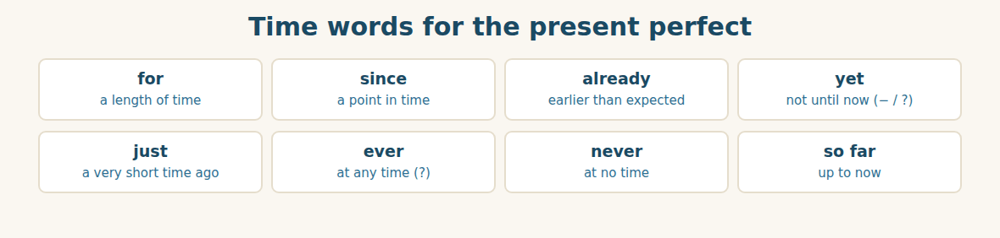 Time words for the present perfect
for
a length of time
since
a point in time
already
earlier than expected
yet
not until now (− / ?)
just
a very short time ago
ever
at any time (?)
never
at no time
so far
up to now